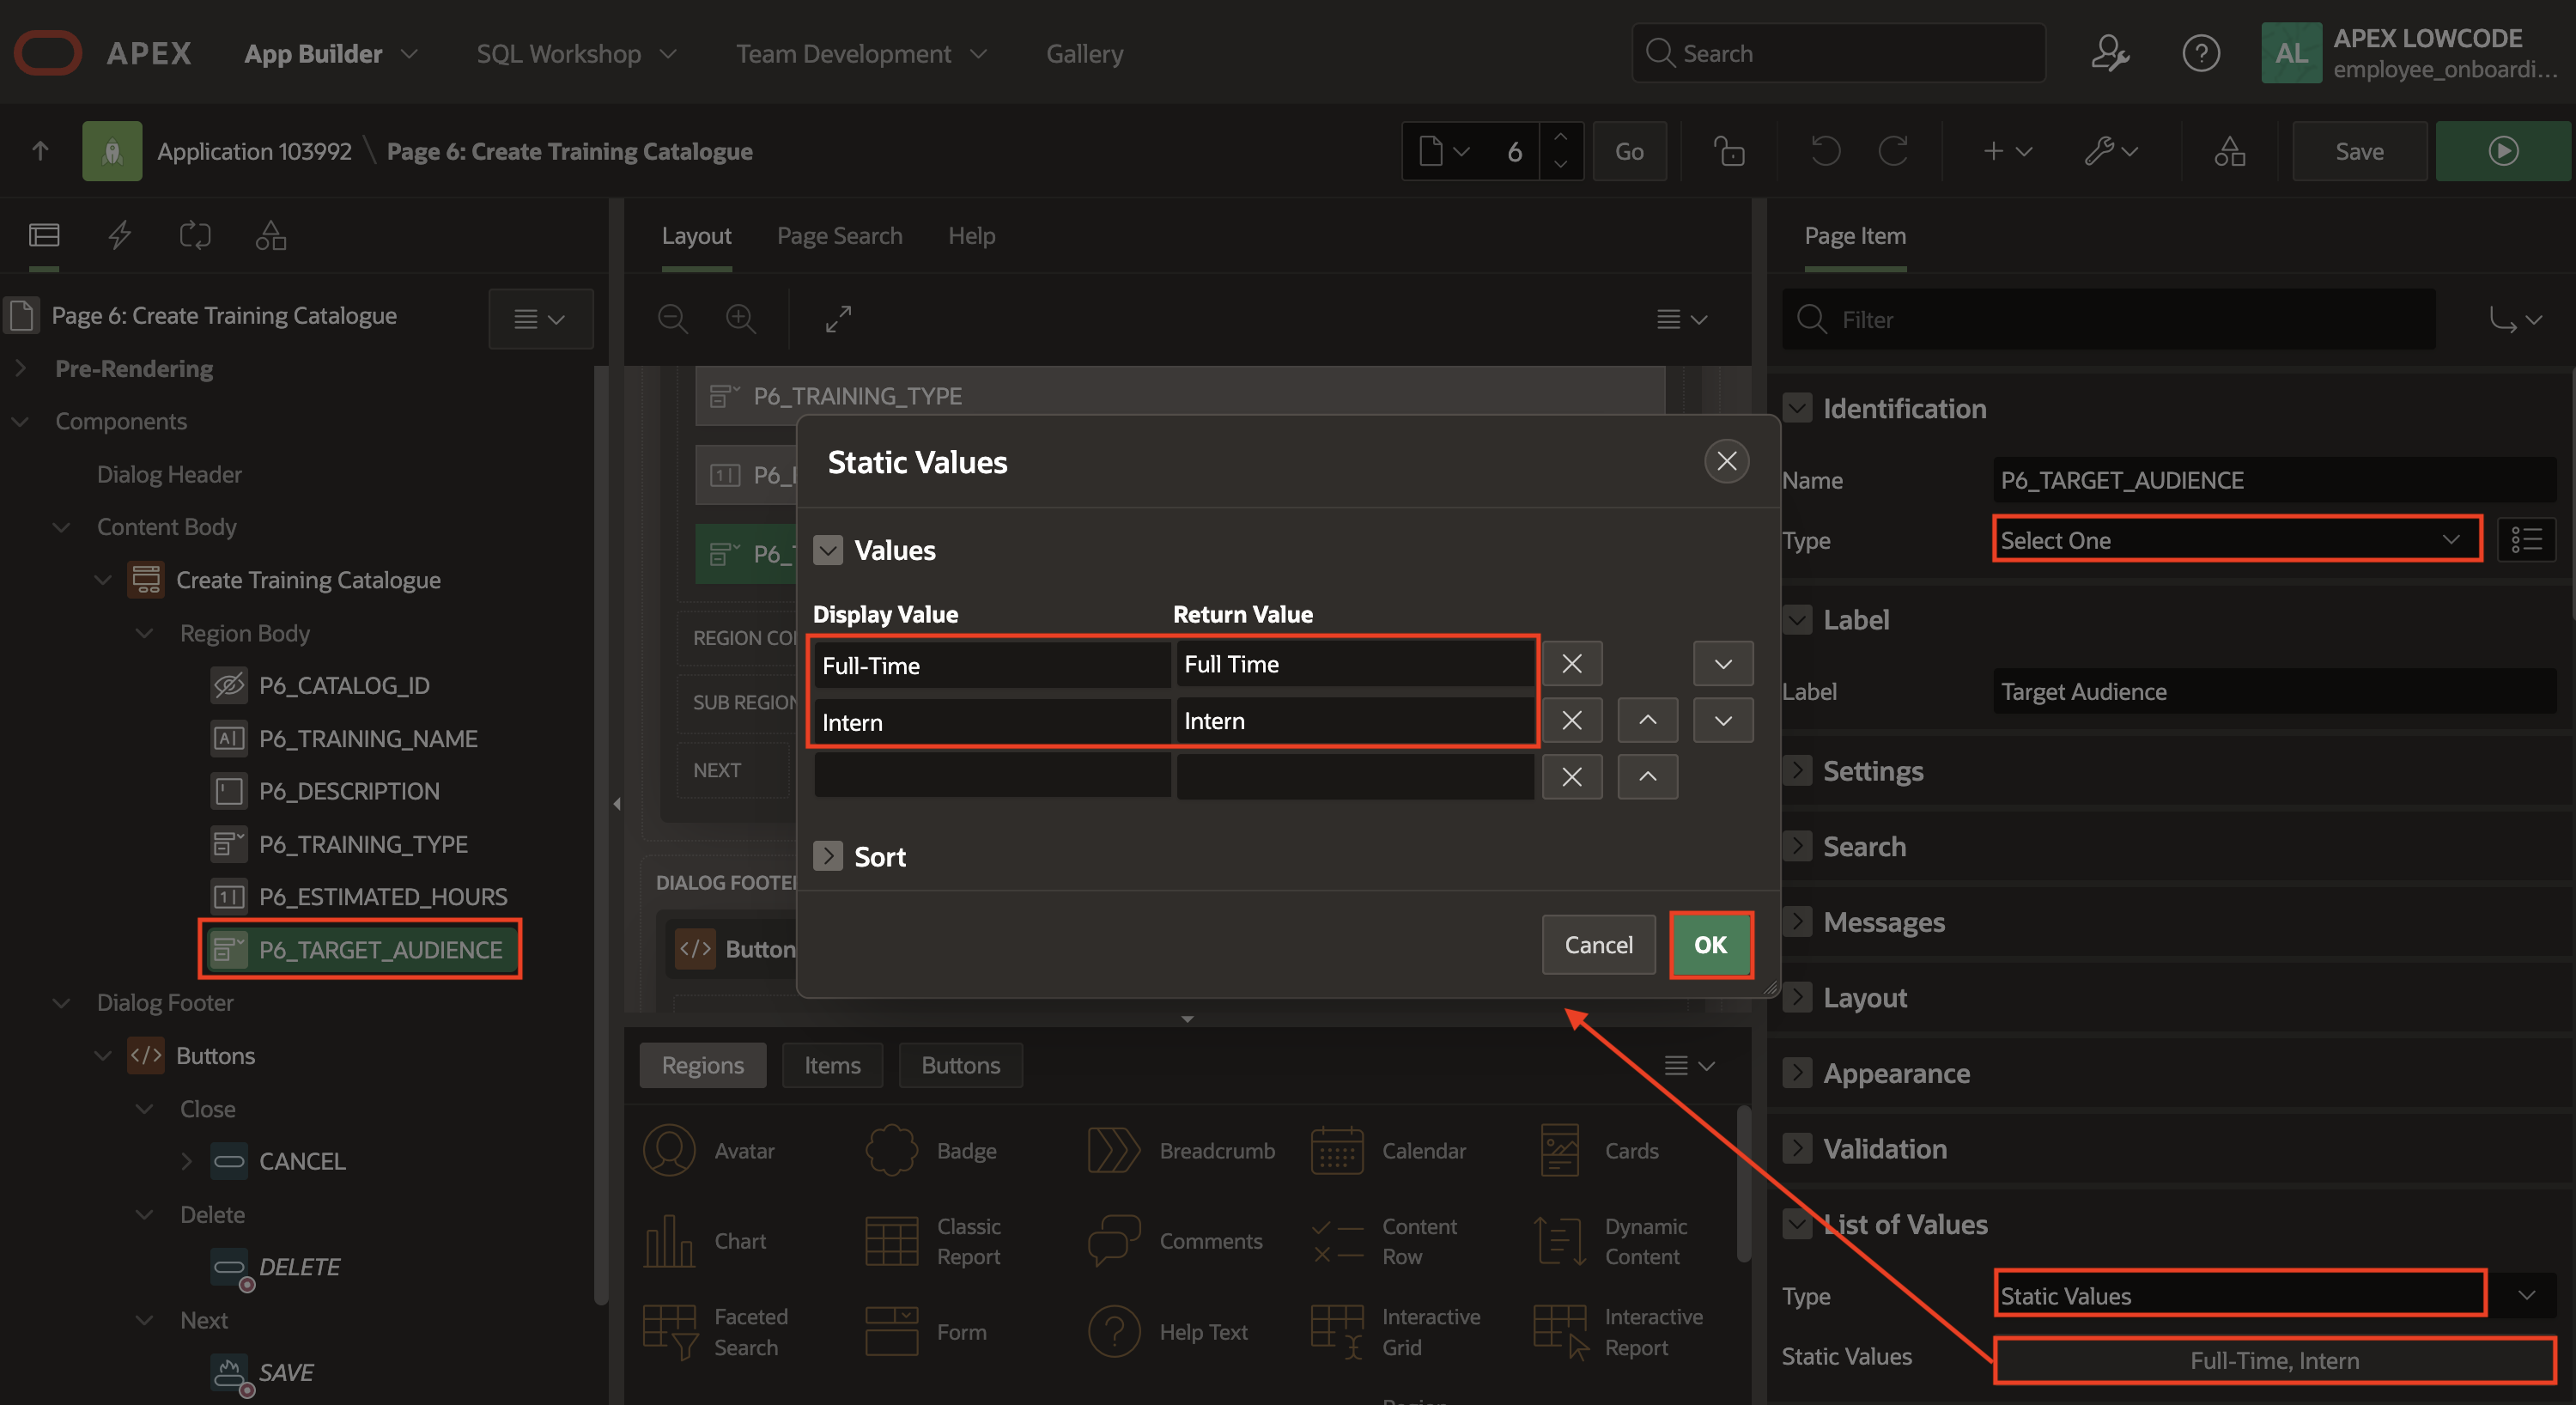 APEX
App Builder
SQL Workshop
Team Development
Gallery
Search
AL
APEX LOWCODE
employee_onboardi...
Application 103992 \ Page 6: Create Training Catalogue
6
Go
Save
Page 6: Create Training Catalogue
Pre-Rendering
Components
Dialog Header
Content Body
Create Training Catalogue
Region Body
P6_CATALOG_ID
P6_TRAINING_NAME
P6_DESCRIPTION
P6_TRAINING_TYPE
P6_ESTIMATED_HOURS
P6_TARGET_AUDIENCE
Dialog Footer
Buttons
Close
CANCEL
Delete
DELETE
Next
SAVE
Layout
Page Search
Help
P6_TRAINING_TYPE
P6_
P6_
REGION
SUB REGION
NEXT
DIALOG FOOTE
Button
Static Values
Values
Display Value Return Value
Full-Time Full Time
Intern Intern
Sort
Cancel
OK
Regions
Items
Buttons
Avatar
Badge
Breadcrumb
Calendar
Cards
Chart
Classic
Report
Comments
Content
Row
Dynamic
Content
Faceted
Search
Form
Help Text
Interactive
Grid
Interactive
Report
Page Item
Filter
Identification
Name P6_TARGET_AUDIENCE
Type Select One
Label
Label Target Audience
Settings
Search
Messages
Layout
Appearance
Validation
List of Values
Type Static Values
Static Values Full-Time, Intern